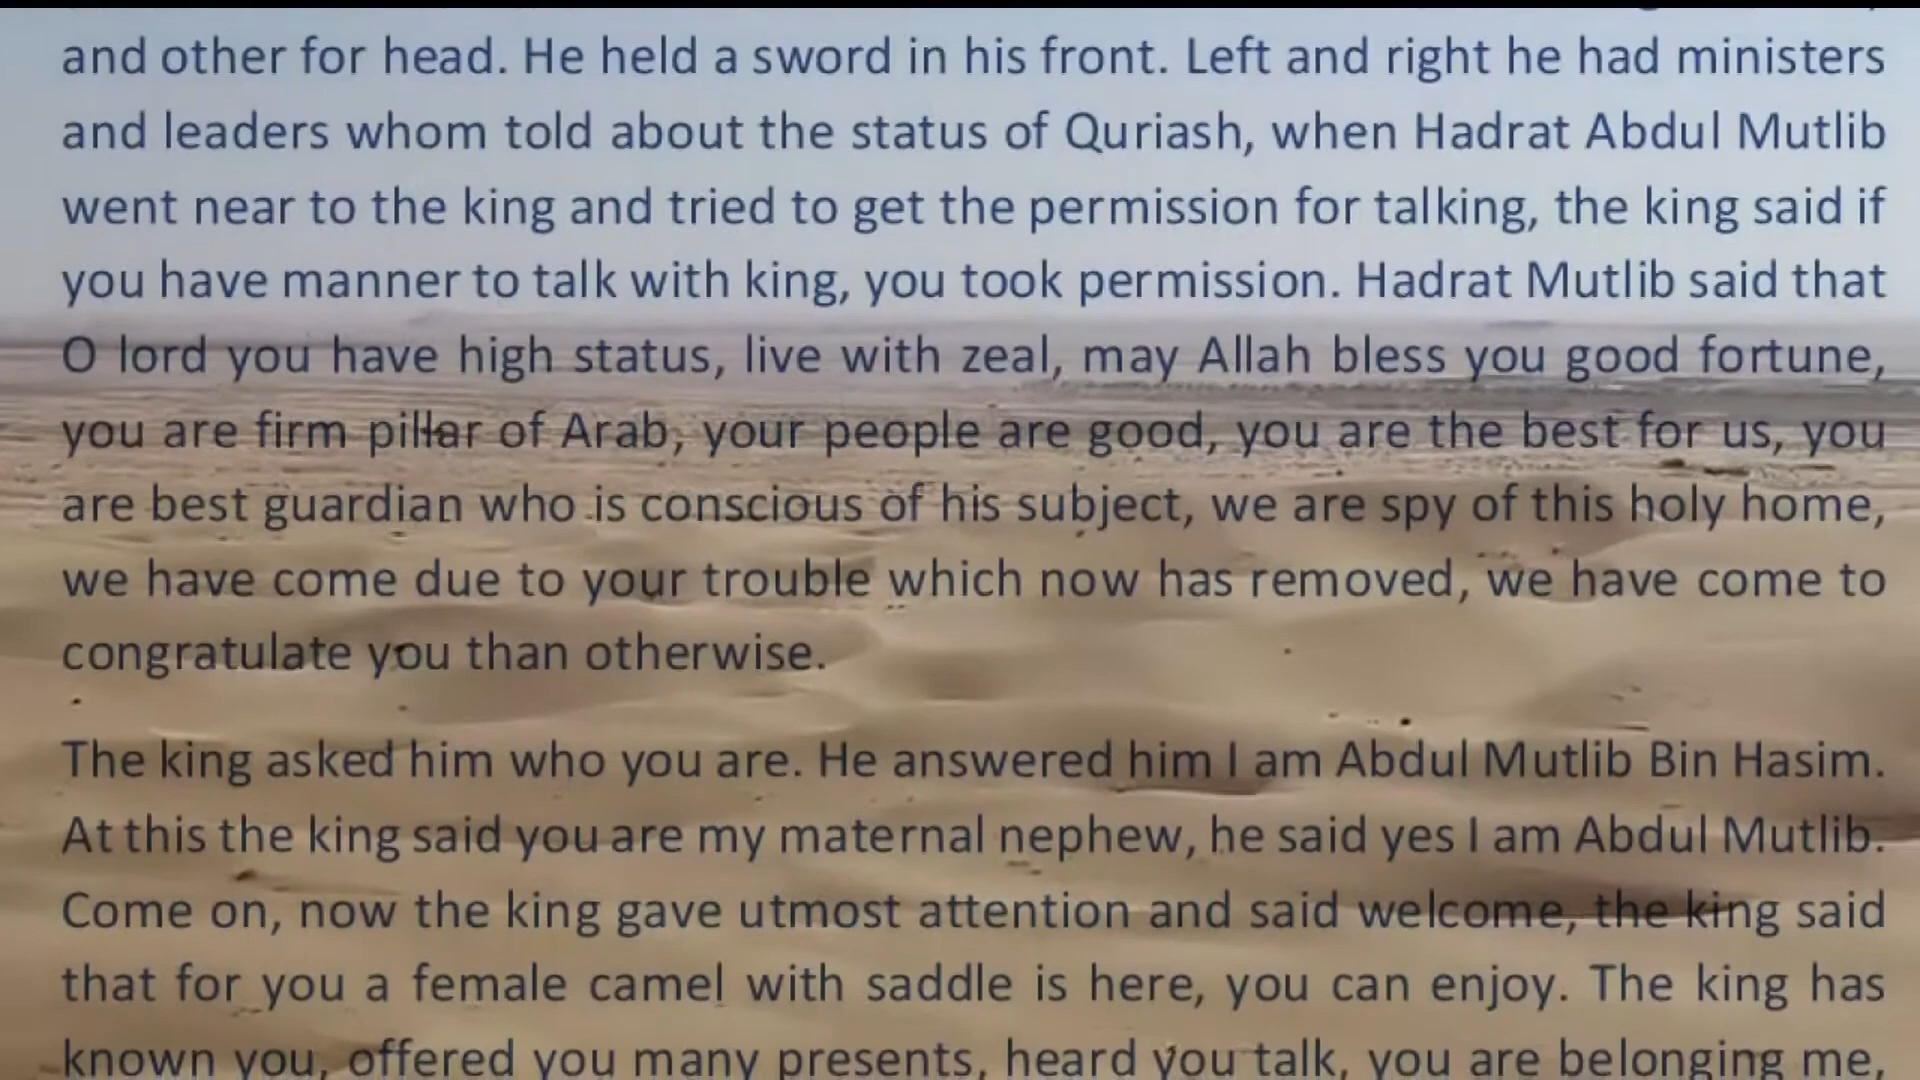 and other for head. He held a sword in his front. Left and right he had ministers
and leaders whom told about the status of Quriash, when Hadrat Abdul Mutlib
went near to the king and tried to get the permission for talking, the king said if
you have manner to talk with king, you took permission. Hadrat Mutlib said that
O lord you have high status, live with zeal, may Allah bless you good fortune,
you are firm pillar of Arab, your people are good, you are the best for us, you
are best guardian who is conscious of his subject, we are spy of this holy home,
we have come due to your trouble which now has removed, we have come to
congratulate you than otherwise.
The king asked him who you are. He answered him I am Abdul Mutlib Bin Hasim.
At this the king said you are my maternal nephew, he said yes I am Abdul Mutlib.
Come on, now the king gave utmost attention and said welcome, the king said
that for you a female camel with saddle is here, you can enjoy. The king has
known you, offered you many presents, heard you talk, you are belonging me,